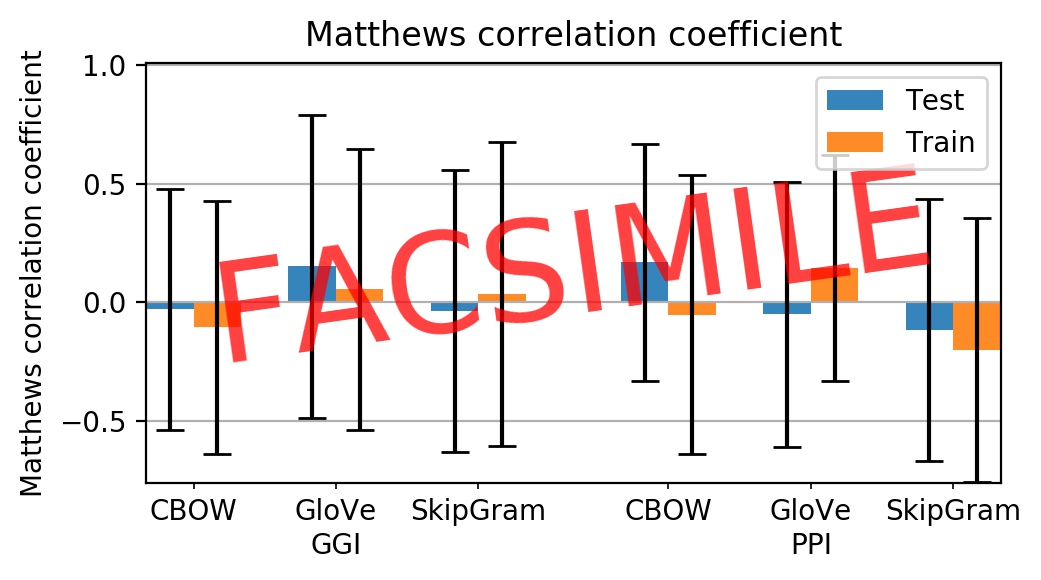 Matthews correlation coefficient
Matthews correlation coefficient
1.0
0.5
0.0
−0.5
Test
Train
FACSIMILE
CBOW GloVe SkipGram CBOW GloVe SkipGram
GGI PPI